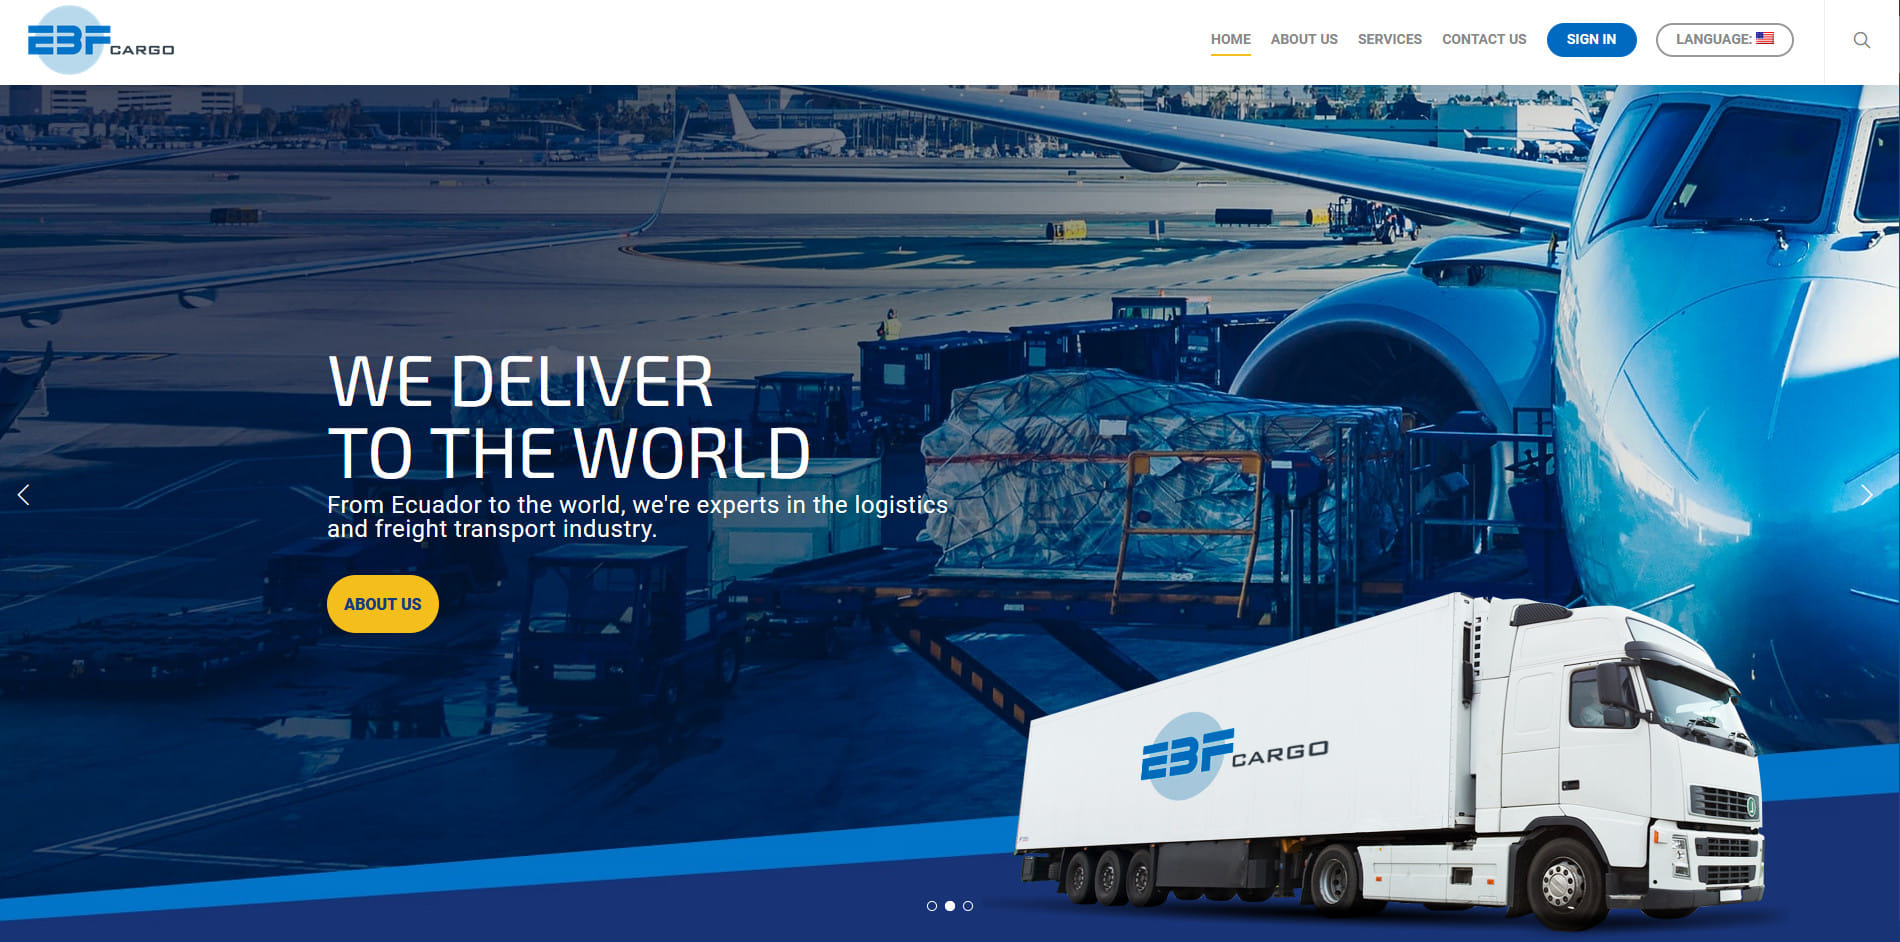 EBF CARGO
HOME
ABOUT US
SERVICES
CONTACT US
SIGN IN
LANGUAGE:
WE DELIVER
TO THE WORLD
From Ecuador to the world, we're experts in the logistics
and freight transport industry.
ABOUT US
EBF CARGO